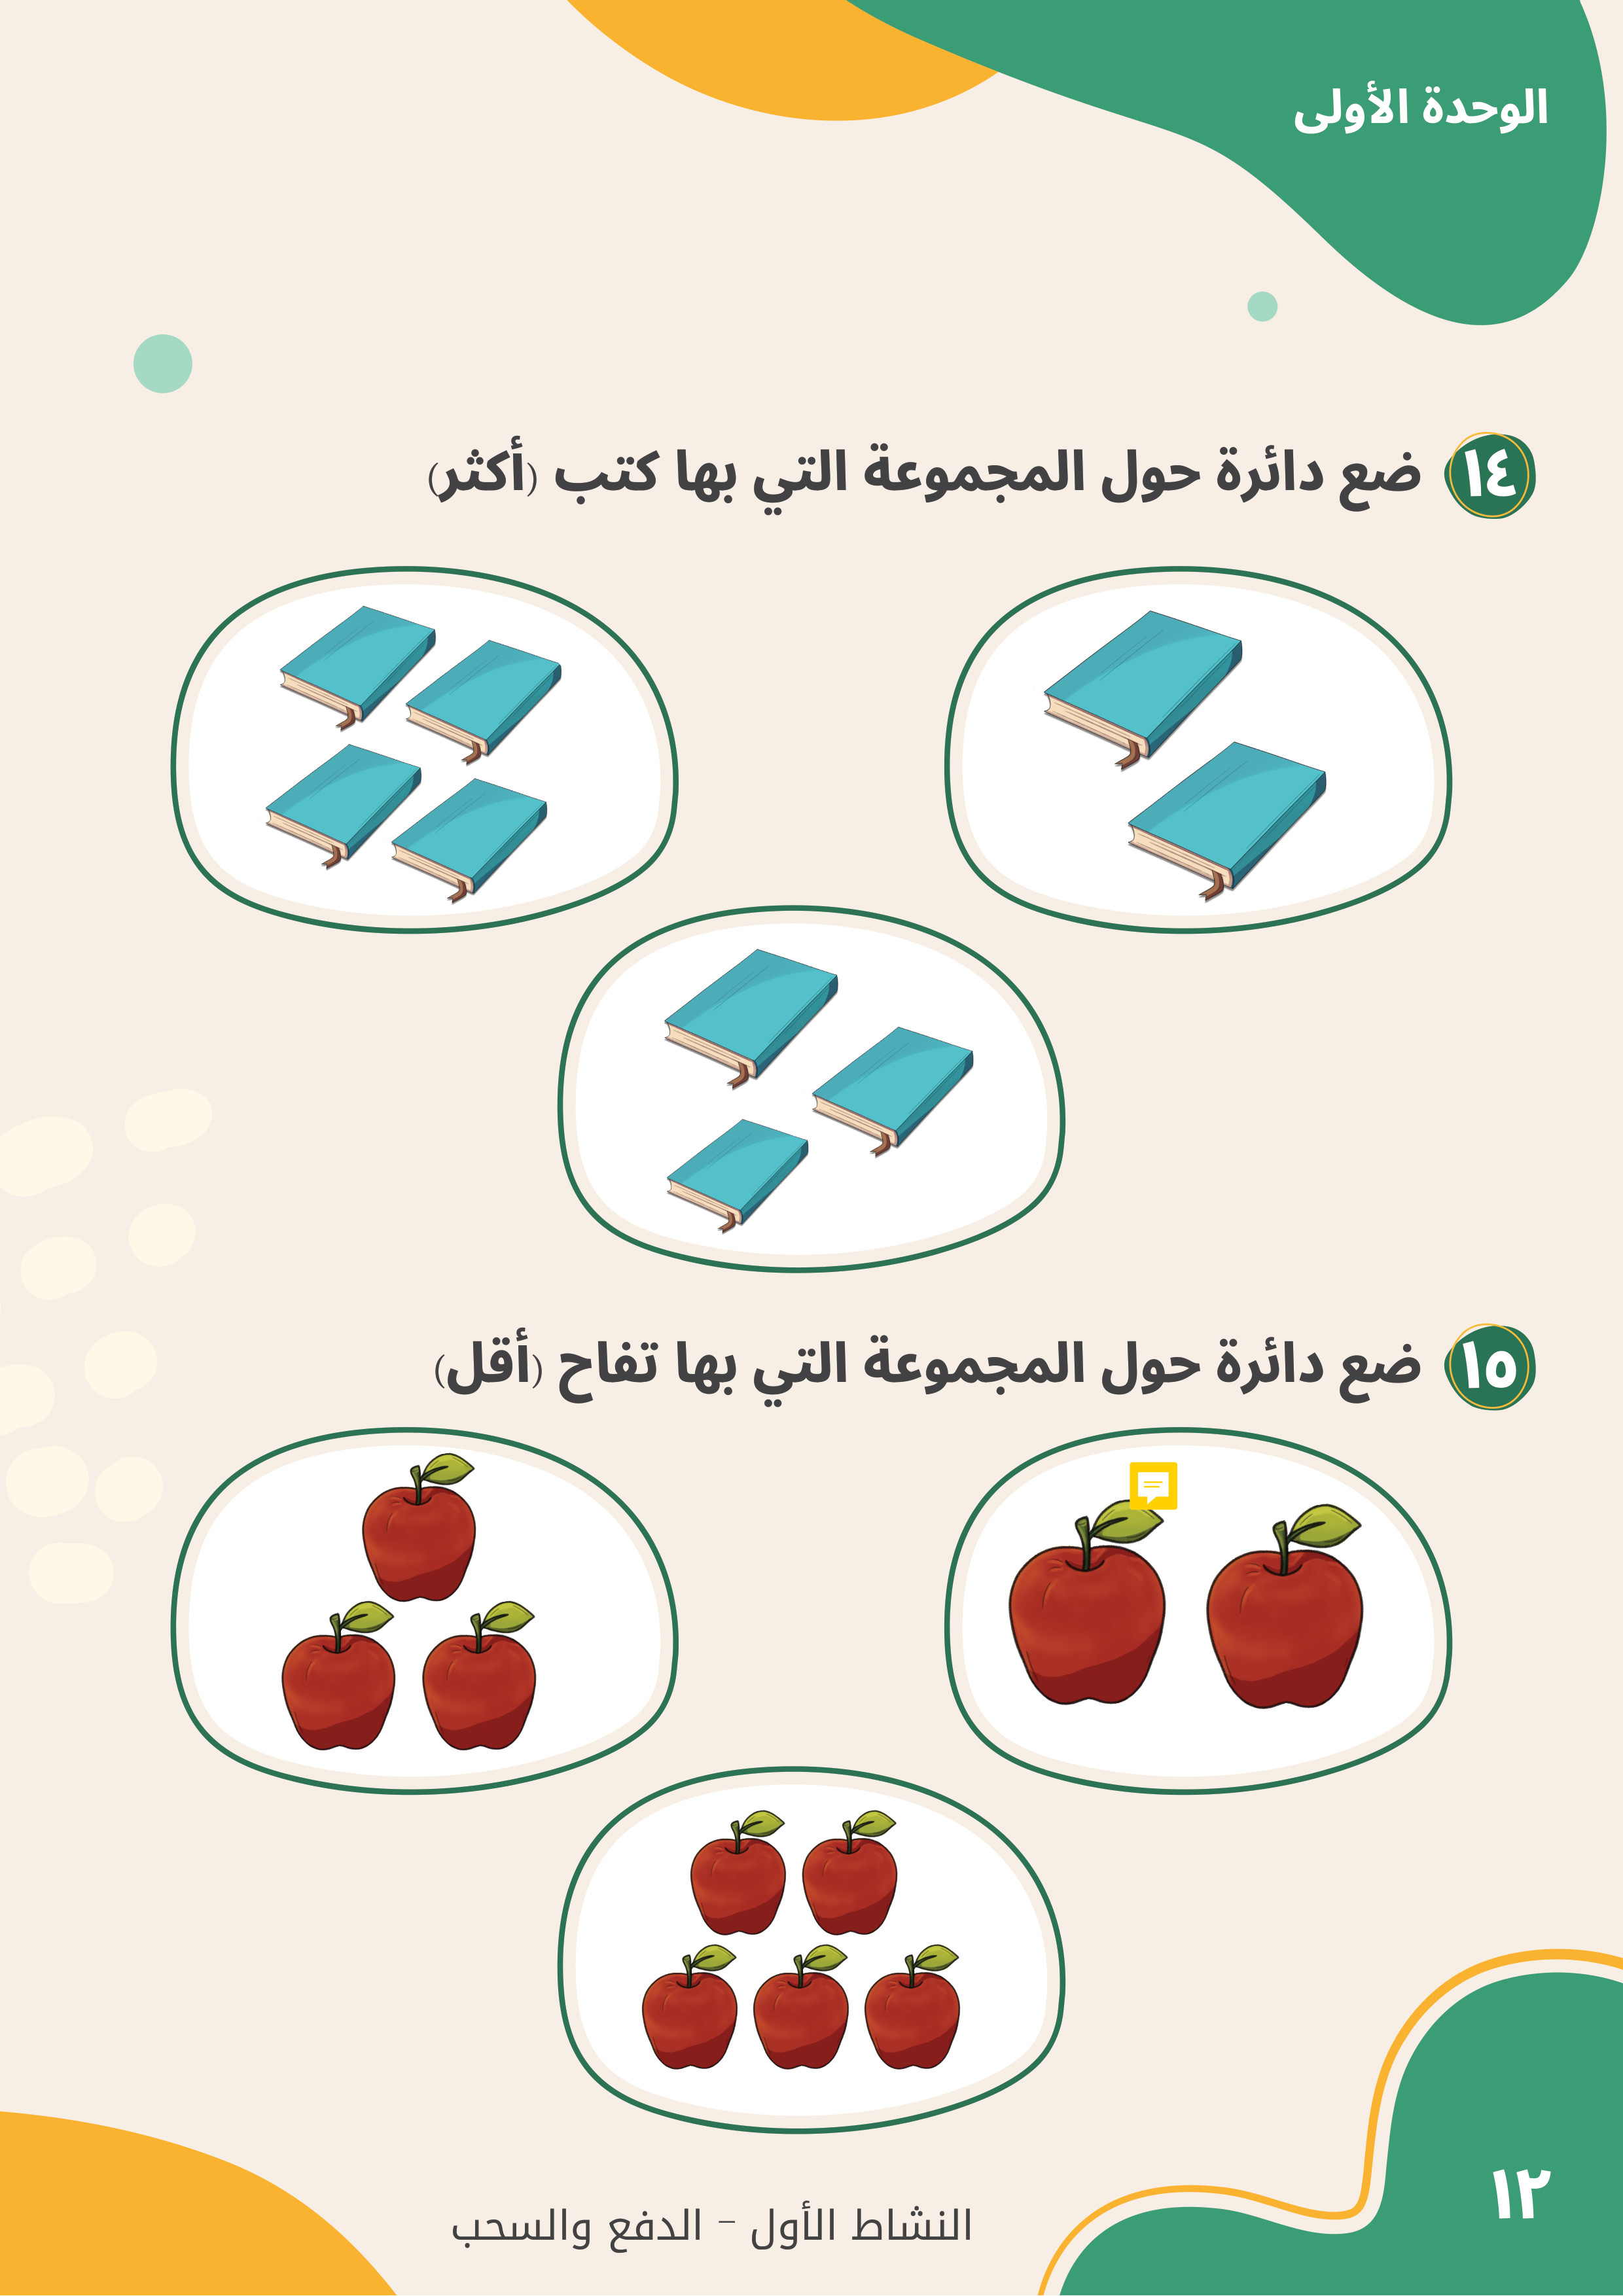 الوحدة الأولى
١٤ ضع دائرة حول المجموعة التي بها كتب (أكثر)
١٥ ضع دائرة حول المجموعة التي بها تفاح (أقل)
النشاط الأول – الدفع والسحب
١٢